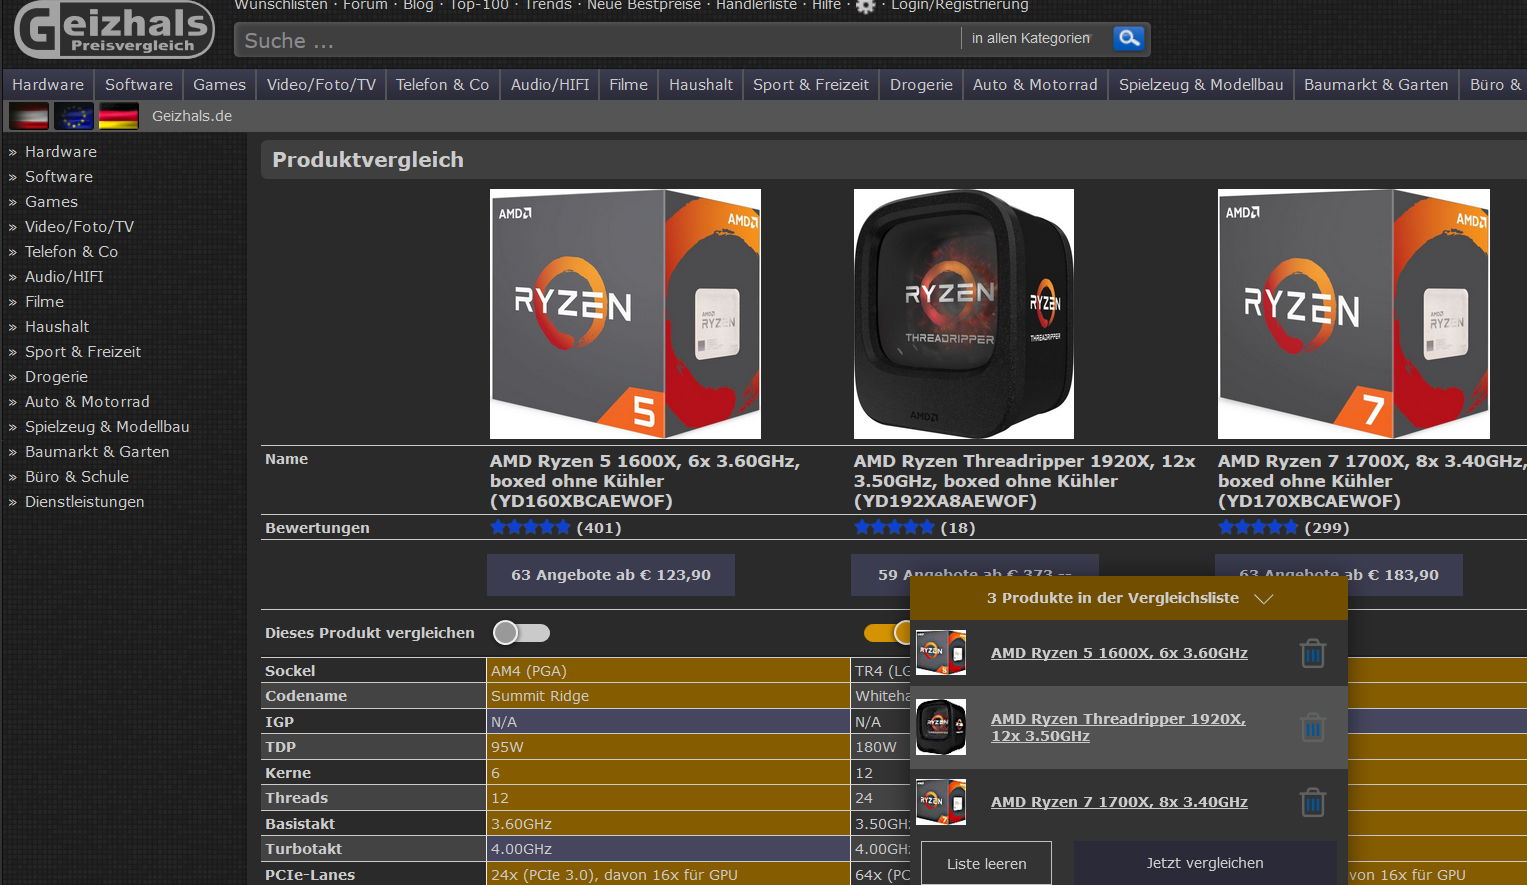 Wunschlisten · Forum · Blog · Top-100 · Trends · Neue Bestpreise · Händlerliste · Hilfe · · Login/Registrierung
Geizhals
Preisvergleich
Suche ...
in allen Kategorien
Hardware Software Games Video/Foto/TV Telefon & Co Audio/HIFI Filme Haushalt Sport & Freizeit Drogerie Auto & Motorrad Spielzeug & Modellbau Baumarkt & Garten Büro &
Geizhals.de
» Hardware
» Software
» Games
» Video/Foto/TV
» Telefon & Co
» Audio/HIFI
» Filme
» Haushalt
» Sport & Freizeit
» Drogerie
» Auto & Motorrad
» Spielzeug & Modellbau
» Baumarkt & Garten
» Büro & Schule
» Dienstleistungen
Produktvergleich
AMD AMD
RYZEN
AMD
RYZEN
5
RYZEN
THREADRIPPER
RYZEN
THREADRIPPER
AMD
AMD AMD
RYZEN
AMD
RYZEN
7
Name
AMD Ryzen 5 1600X, 6x 3.60GHz,
boxed ohne Kühler
(YD160XBCAEWOF)
AMD Ryzen Threadripper 1920X, 12x
3.50GHz, boxed ohne Kühler
(YD192XA8AEWOF)
AMD Ryzen 7 1700X, 8x 3.40GHz,
boxed ohne Kühler
(YD170XBCAEWOF)
Bewertungen (401) (18) (299)
63 Angebote ab € 123,90
59 Angebote ab € 373,--
63 Angebote ab € 183,90
Dieses Produkt vergleichen
Sockel AM4 (PGA) TR4 (LG
Codename Summit Ridge Whiteha
IGP N/A N/A
TDP 95W 180W
Kerne 6 12
Threads 12 24
Basistakt 3.60GHz 3.50GH
Turbotakt 4.00GHz 4.00GH
PCIe-Lanes 24x (PCIe 3.0), davon 16x für GPU 64x (PC von 16x für GPU
3 Produkte in der Vergleichsliste
AMD Ryzen 5 1600X, 6x 3.60GHz
AMD Ryzen Threadripper 1920X,
12x 3.50GHz
AMD Ryzen 7 1700X, 8x 3.40GHz
Liste leeren
Jetzt vergleichen